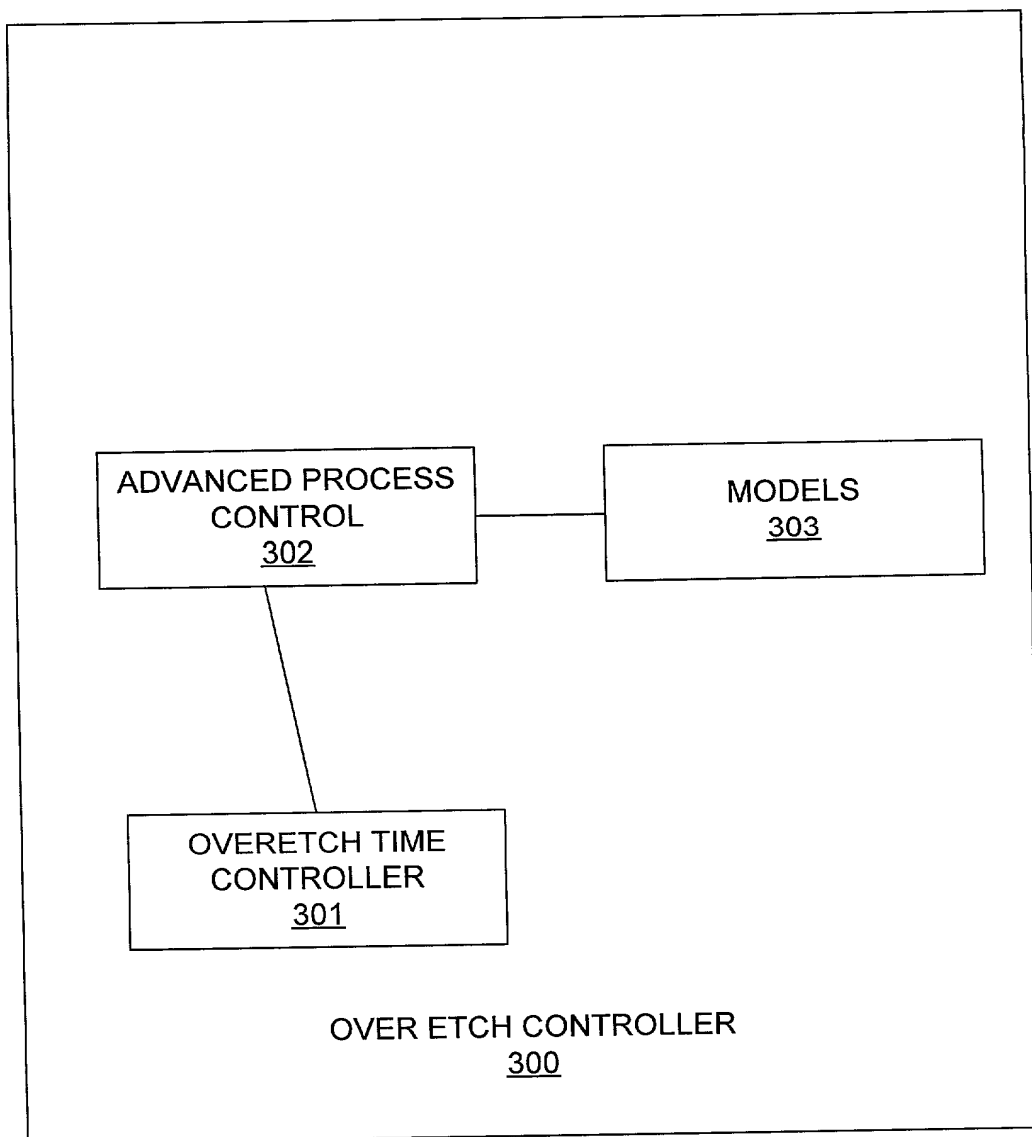 ADVANCED PROCESS
CONTROL
302
MODELS
303
OVERETCH TIME
CONTROLLER
301
OVER ETCH CONTROLLER
300